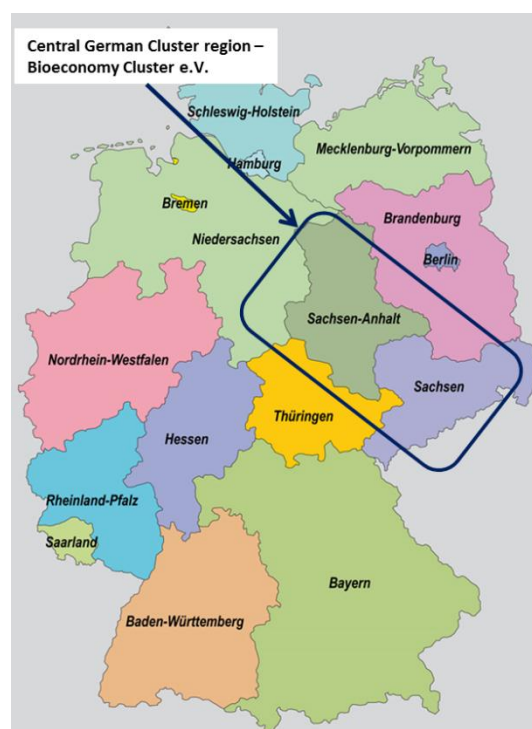 Central German Cluster region –
Bioeconomy Cluster e.V.
Schleswig-Holstein
Mecklenburg-Vorpommern
Hamburg
Bremen
Brandenburg
Niedersachsen
Berlin
Sachsen-Anhalt
Nordrhein-Westfalen
Sachsen
Thüringen
Hessen
Rheinland-Pfalz
Saarland
Bayern
Baden-Württemberg